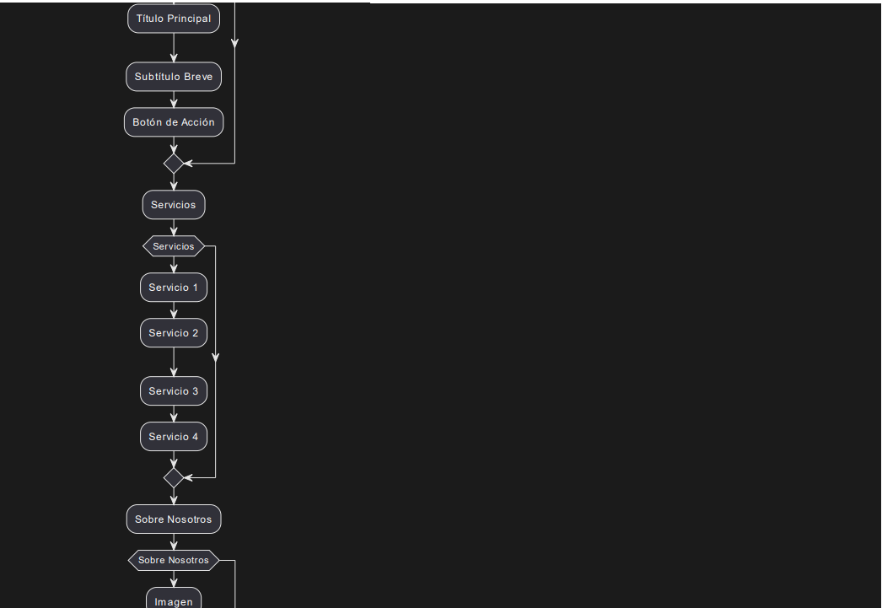 Título Principal
Subtítulo Breve
Botón de Acción
Servicios
Servicios
Servicio 1
Servicio 2
Servicio 3
Servicio 4
Sobre Nosotros
Sobre Nosotros
Imagen